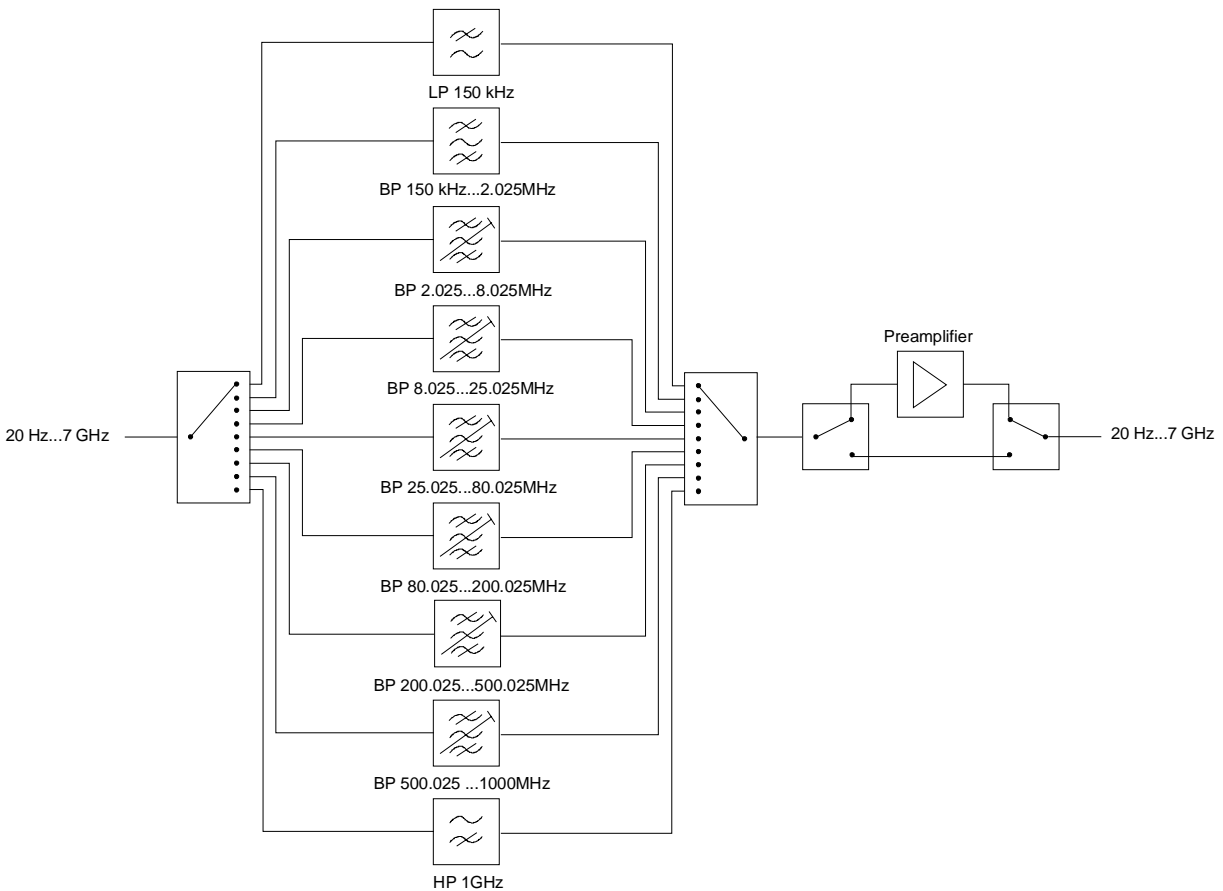 LP 150 kHz
BP 150 kHz...2.025MHz
BP 2.025...8.025MHz
Preamplifier
BP 8.025...25.025MHz
20 Hz...7 GHz
20 Hz...7 GHz
BP 25.025...80.025MHz
BP 80.025...200.025MHz
BP 200.025...500.025MHz
BP 500.025 ...1000MHz
HP 1GHz